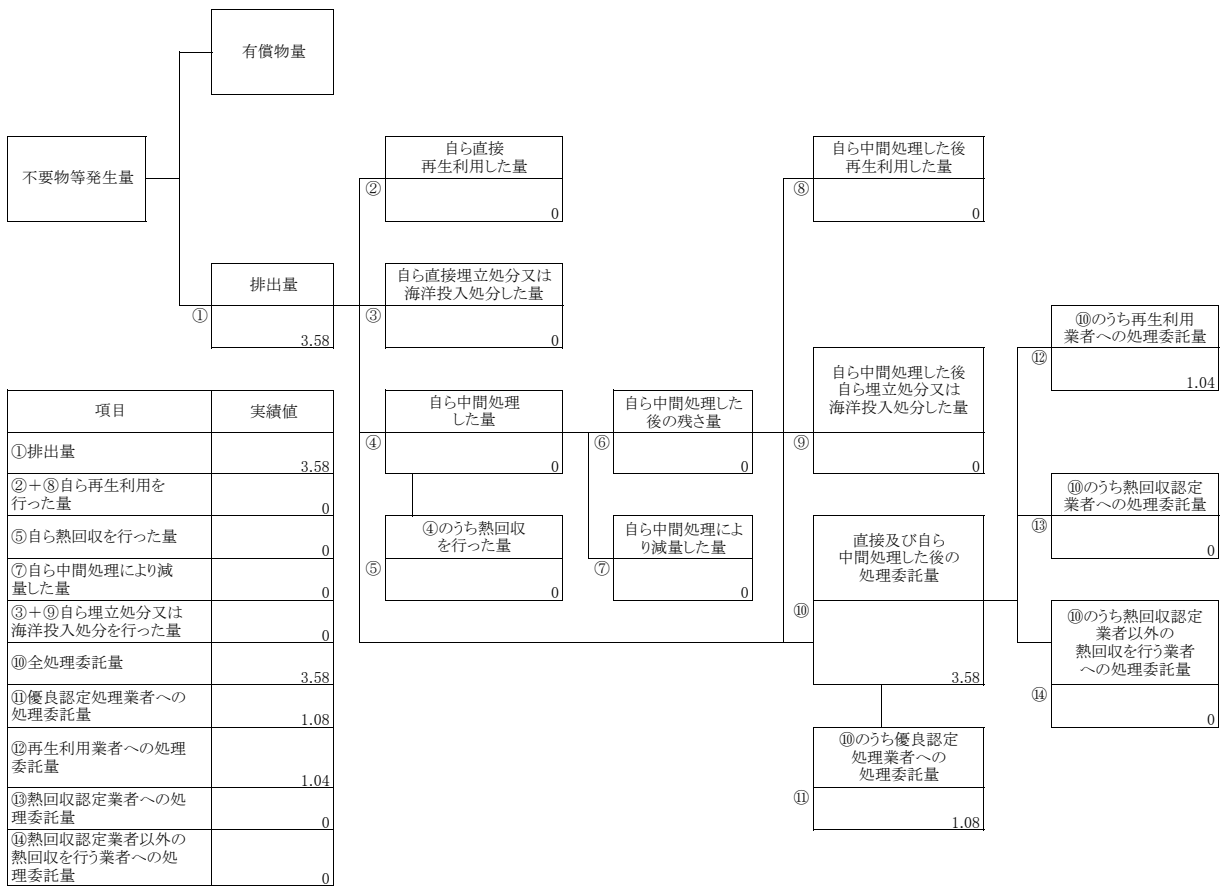 有償物量
不要物等発生量
自ら直接
再生利用した量
②
0
自ら中間処理した後
再生利用した量
⑧
0
排出量
①
3.58
自ら直接埋立処分又は
海洋投入処分した量
③
0
⑩のうち再生利用
業者への処理委託量
⑫
1.04
自ら中間処理
した量
④
0
自ら中間処理した
後の残さ量
⑥
0
自ら中間処理した後
自ら埋立処分又は
海洋投入処分した量
⑨
0
⑩のうち熱回収認定
業者への処理委託量
⑬
0
④のうち熱回収
を行った量
⑤
0
自ら中間処理によ
り減量した量
⑦
0
直接及び自ら
中間処理した後の
処理委託量
⑩
3.58
⑩のうち熱回収認定
業者以外の
熱回収を行う業者
への処理委託量
⑭
0
⑩のうち優良認定
処理業者への
処理委託量
⑪
1.08
項目 実績値
①排出量
3.58
②+⑧自ら再生利用を
行った量
0
⑤自ら熱回収を行った量
0
⑦自ら中間処理により減
量した量
0
③+⑨自ら埋立処分又は
海洋投入処分を行った量
0
⑩全処理委託量
3.58
⑪優良認定処理業者への
処理委託量
1.08
⑫再生利用業者への処理
委託量
1.04
⑬熱回収認定業者への処
理委託量
0
⑭熱回収認定業者以外の
熱回収を行う業者への処
理委託量
0